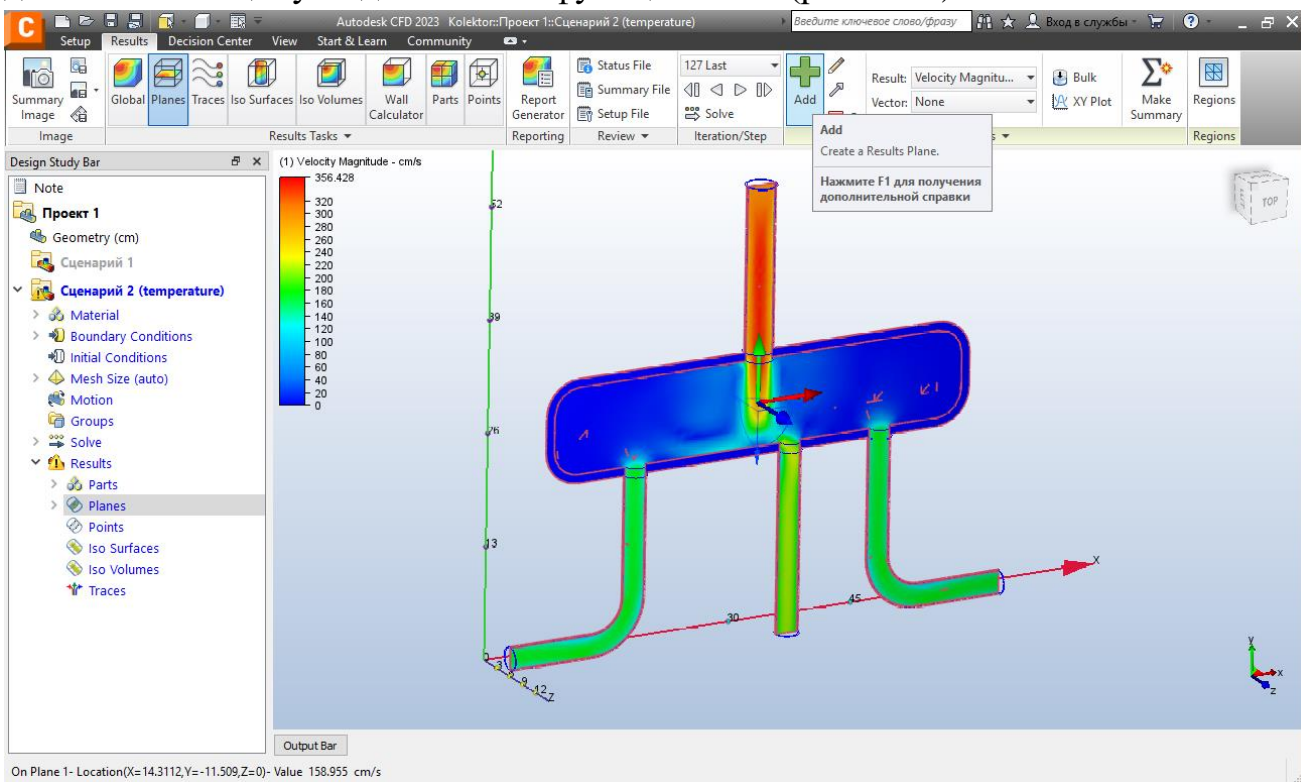 Autodesk CFD 2023 Kolektor::Проект 1::Сценарий 2 (temperature)
Введите ключевое слово/фразу
Вход в службы
Setup Results Decision Center View Start & Learn Community
Summary Image
Global Planes Traces Iso Surfaces Iso Volumes Wall Calculator Parts Points
Report Generator
Status File
Summary File
Setup File
127 Last
Solve
Add
Result: Velocity Magnitu...
Vector: None
Bulk
XY Plot
Make Summary
Regions
Image Results Tasks Reporting Review Iteration/Step Regions
Add
Create a Results Plane.
Нажмите F1 для получения
дополнительной справки
Design Study Bar
Note
Проект 1
Geometry (cm)
Сценарий 1
Сценарий 2 (temperature)
Material
Boundary Conditions
Initial Conditions
Mesh Size (auto)
Motion
Groups
Solve
Results
Parts
Planes
Points
Iso Surfaces
Iso Volumes
Traces
(1) Velocity Magnitude - cm/s
356.428
320
300
280
260
240
220
200
180
160
140
120
100
80
60
40
20
0
52
39
26
13
0
3
9
12
Z
30
45
X
TOP
y
x
z
Output Bar
On Plane 1- Location(X=14.3112,Y=-11.509,Z=0)- Value 158.955 cm/s